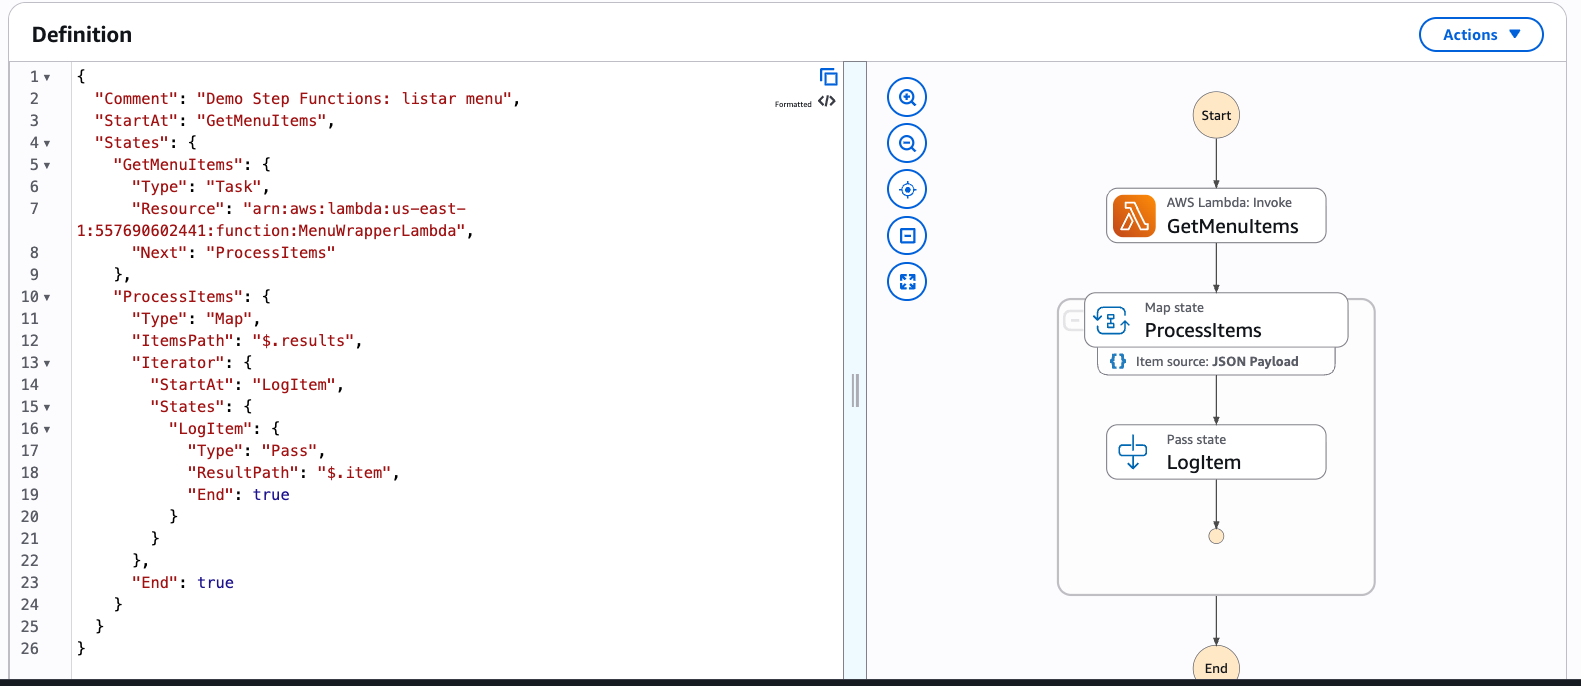 Definition
Actions
Formatted
1 {
2 "Comment": "Demo Step Functions: listar menu",
3 "StartAt": "GetMenuItems",
4 "States": {
5 "GetMenuItems": {
6 "Type": "Task",
7 "Resource": "arn:aws:lambda:us-east-
1:557690602441:function:MenuWrapperLambda",
8 "Next": "ProcessItems"
9 },
10 "ProcessItems": {
11 "Type": "Map",
12 "ItemsPath": "$.results",
13 "Iterator": {
14 "StartAt": "LogItem",
15 "States": {
16 "LogItem": {
17 "Type": "Pass",
18 "ResultPath": "$.item",
19 "End": true
20 }
21 }
22 },
23 "End": true
24 }
25 }
26 }
Start
AWS Lambda: Invoke
GetMenuItems
Map state
ProcessItems
Item source: JSON Payload
Pass state
LogItem
End